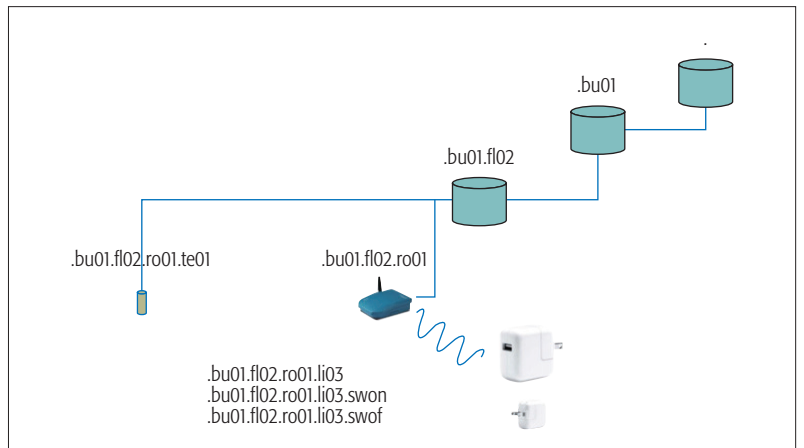 .
.bu01
.bu01.fl02
.bu01.fl02.ro01.te01
.bu01.fl02.ro01
.bu01.fl02.ro01.li03
.bu01.fl02.ro01.li03.swon
.bu01.fl02.ro01.li03.swof